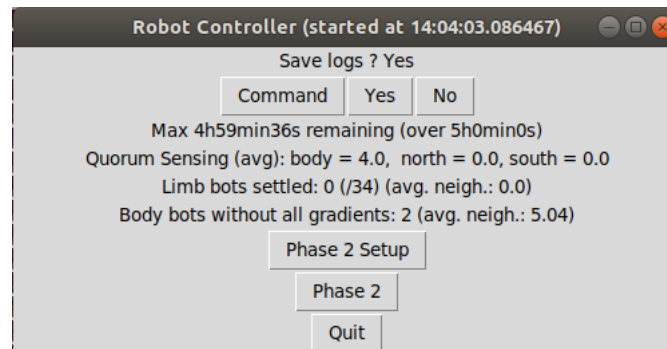 Robot Controller (started at 14:04:03.086467)
Save logs ? Yes
Command Yes No
Max 4h59min36s remaining (over 5h0min0s)
Quorum Sensing (avg): body = 4.0, north = 0.0, south = 0.0
Limb bots settled: 0 (/34) (avg. neigh.: 0.0)
Body bots without all gradients: 2 (avg. neigh.: 5.04)
Phase 2 Setup
Phase 2
Quit